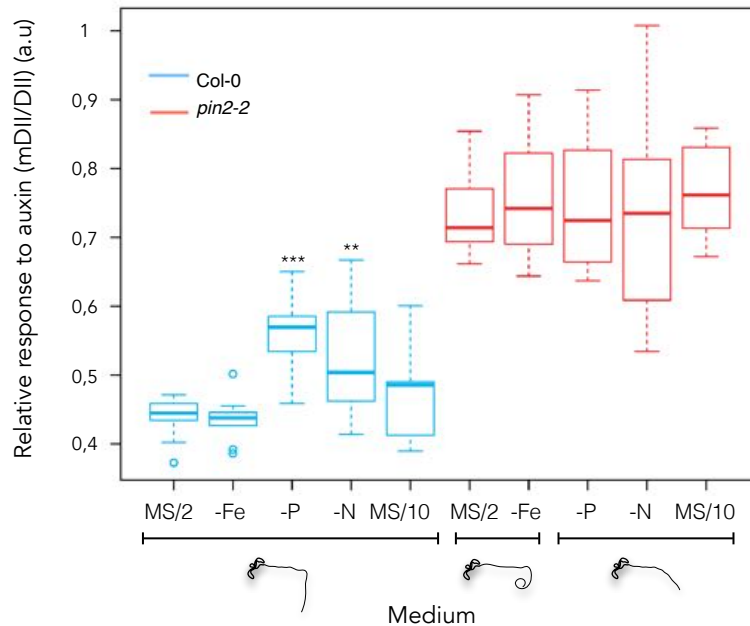 Relative response to auxin (mDII/DII) (a.u)
1
0,9
0,8
0,7
0,6
0,5
0,4
Col-0
pin2-2
***
**
MS/2 -Fe -P -N MS/10 MS/2 -Fe -P -N MS/10
Medium